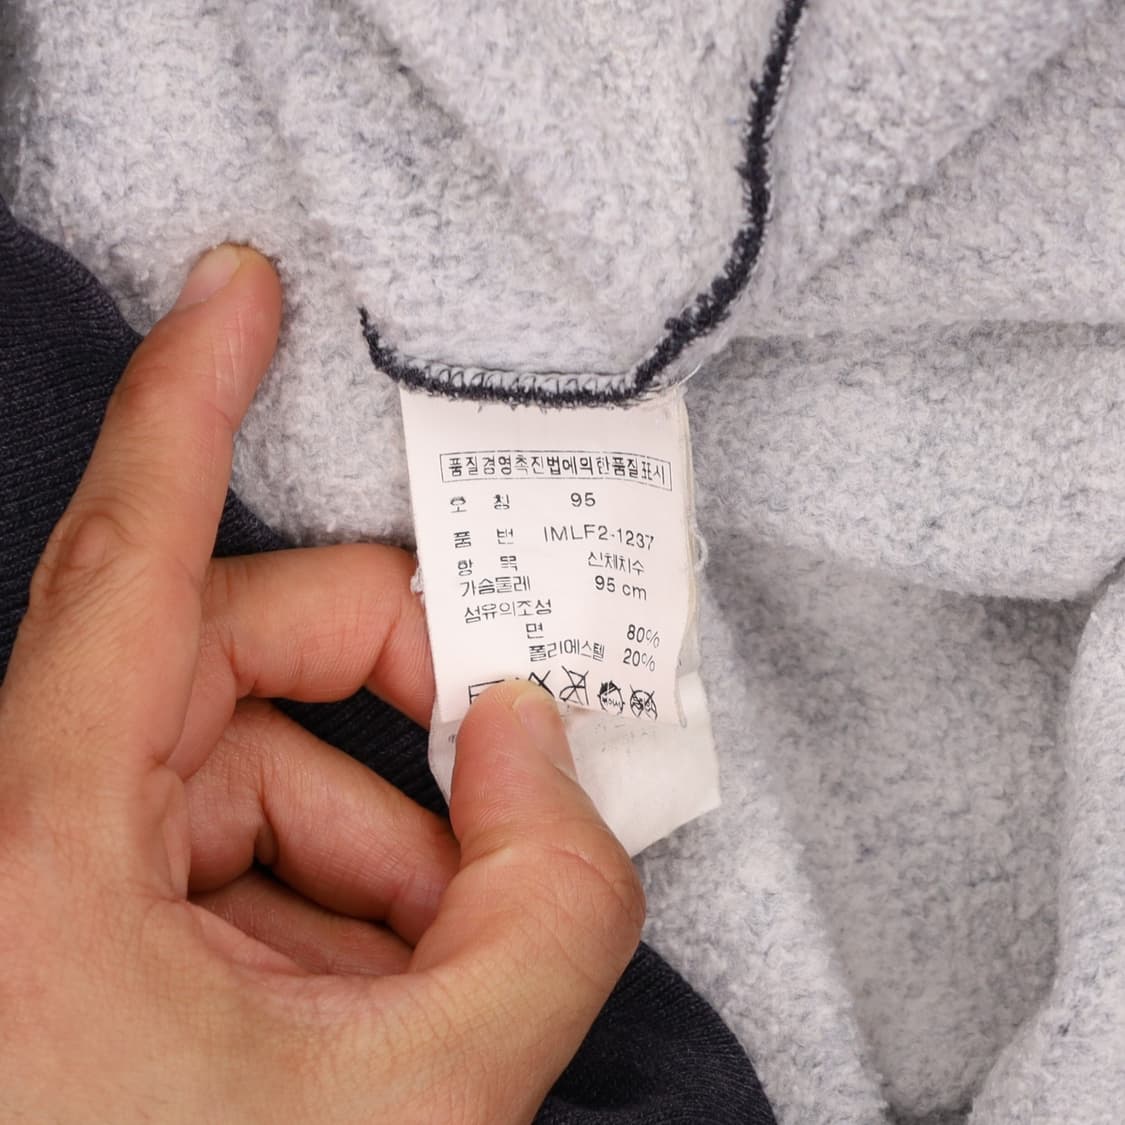 품질경영촉진법에의한품질표시
호 칭 95
품 번 IMLF2-1237
항 목 신체치수
가슴둘레 95 cm
섬유의조성
면 80%
폴리에스텔 20%